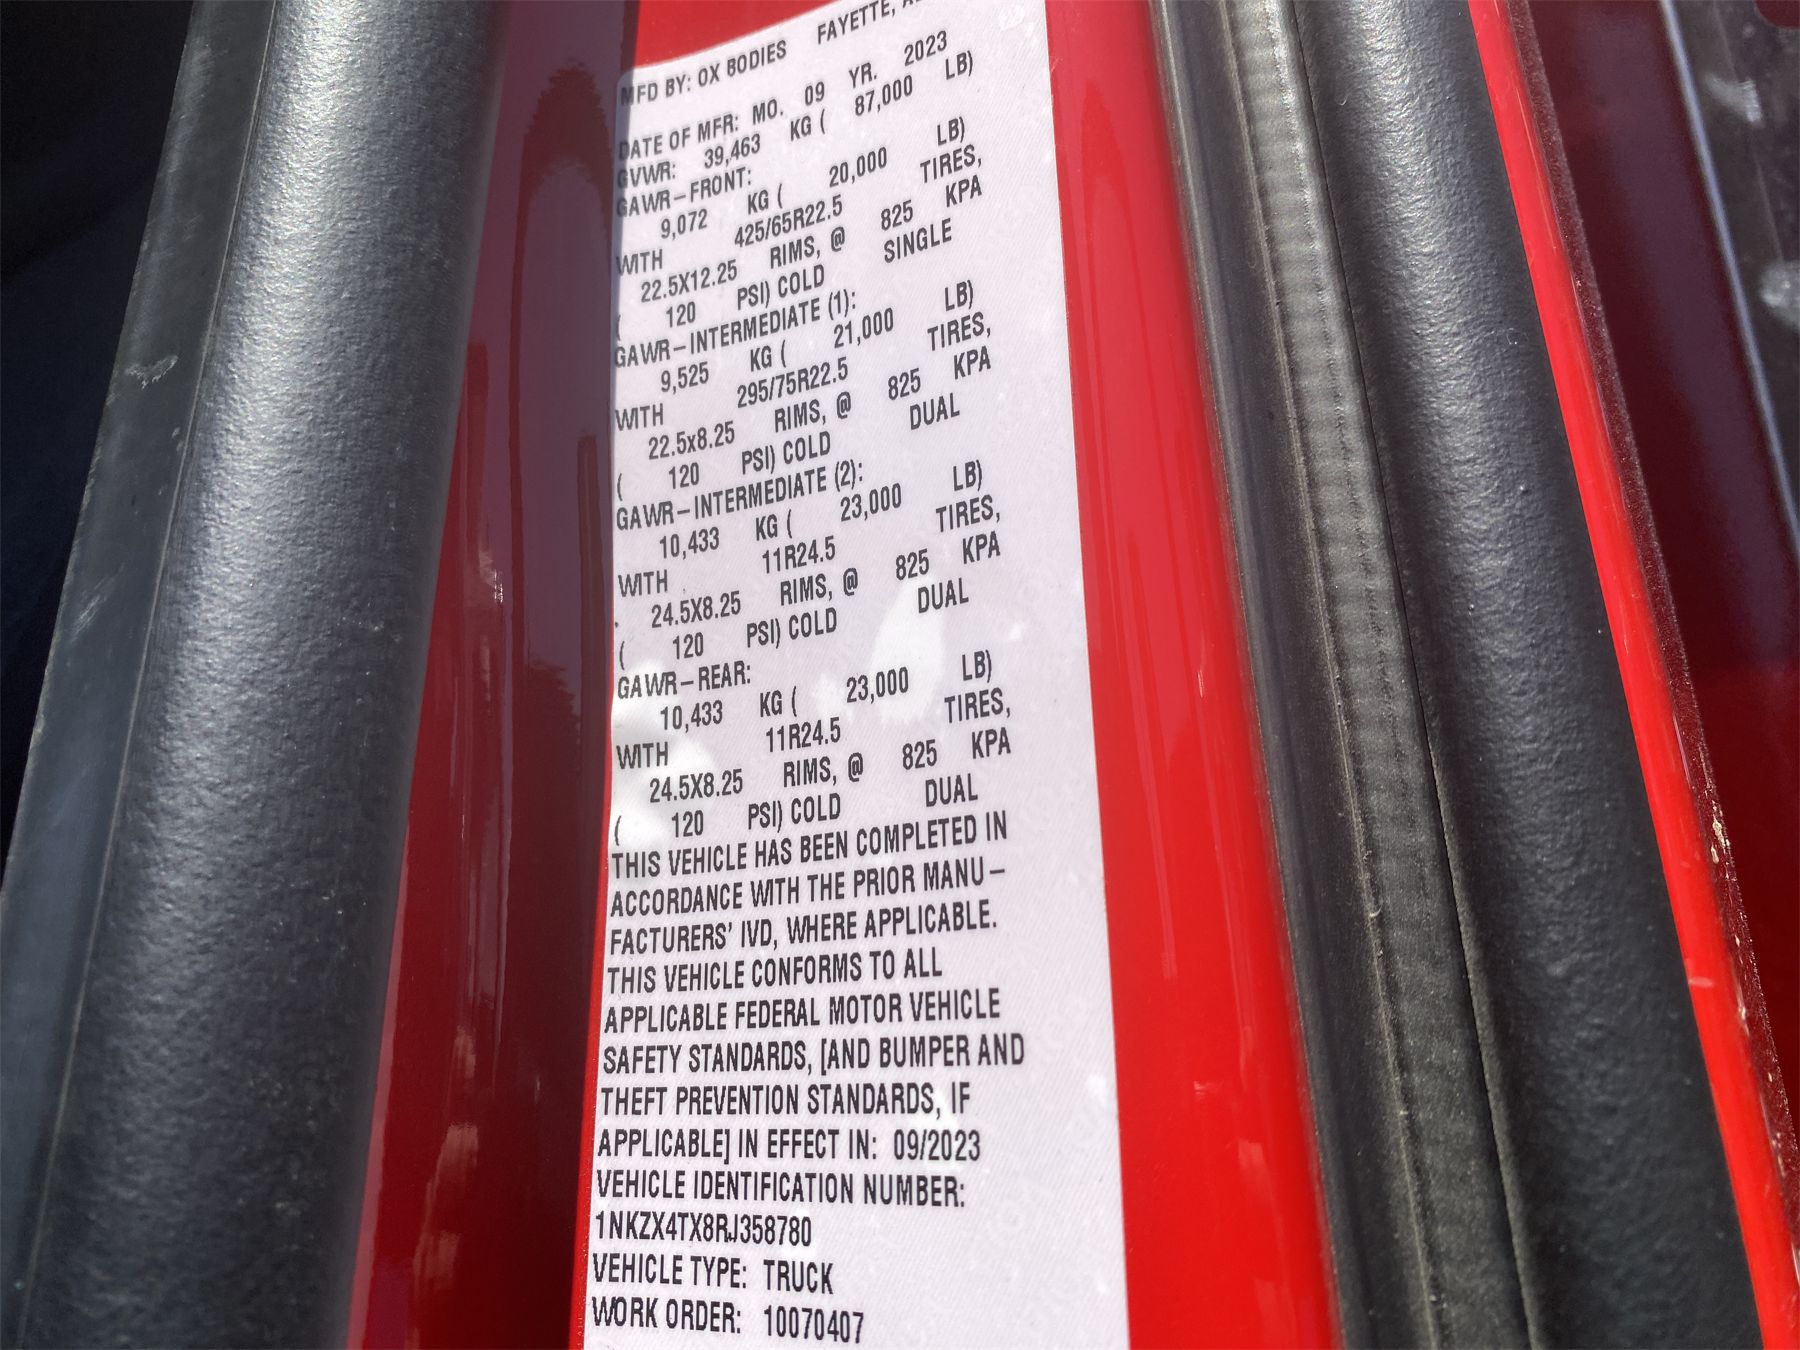 MFD BY: OX BODIES FAYETTE,
DATE OF MFR: MO. 09 YR. 2023
GVWR: 39,463 KG ( 87,000 LB)
GAWR-FRONT:
9,072 KG ( 20,000 LB)
WITH 425/65R22.5 TIRES,
22.5X12.25 RIMS, @ 825 KPA
( 120 PSI) COLD SINGLE
GAWR-INTERMEDIATE (1):
9,525 KG ( 21,000 LB)
WITH 295/75R22.5 TIRES,
22.5x8.25 RIMS, @ 825 KPA
( 120 PSI) COLD DUAL
GAWR-INTERMEDIATE (2):
10,433 KG ( 23,000 LB)
WITH 11R24.5 TIRES,
24.5X8.25 RIMS, @ 825 KPA
( 120 PSI) COLD DUAL
GAWR-REAR:
10,433 KG ( 23,000 LB)
WITH 11R24.5 TIRES,
24.5X8.25 RIMS, @ 825 KPA
( 120 PSI) COLD DUAL
THIS VEHICLE HAS BEEN COMPLETED IN
ACCORDANCE WITH THE PRIOR MANU-
FACTURERS' IVD, WHERE APPLICABLE.
THIS VEHICLE CONFORMS TO ALL
APPLICABLE FEDERAL MOTOR VEHICLE
SAFETY STANDARDS, [AND BUMPER AND
THEFT PREVENTION STANDARDS, IF
APPLICABLE] IN EFFECT IN: 09/2023
VEHICLE IDENTIFICATION NUMBER:
1NKZX4TX8RJ358780
VEHICLE TYPE: TRUCK
WORK ORDER: 10070407